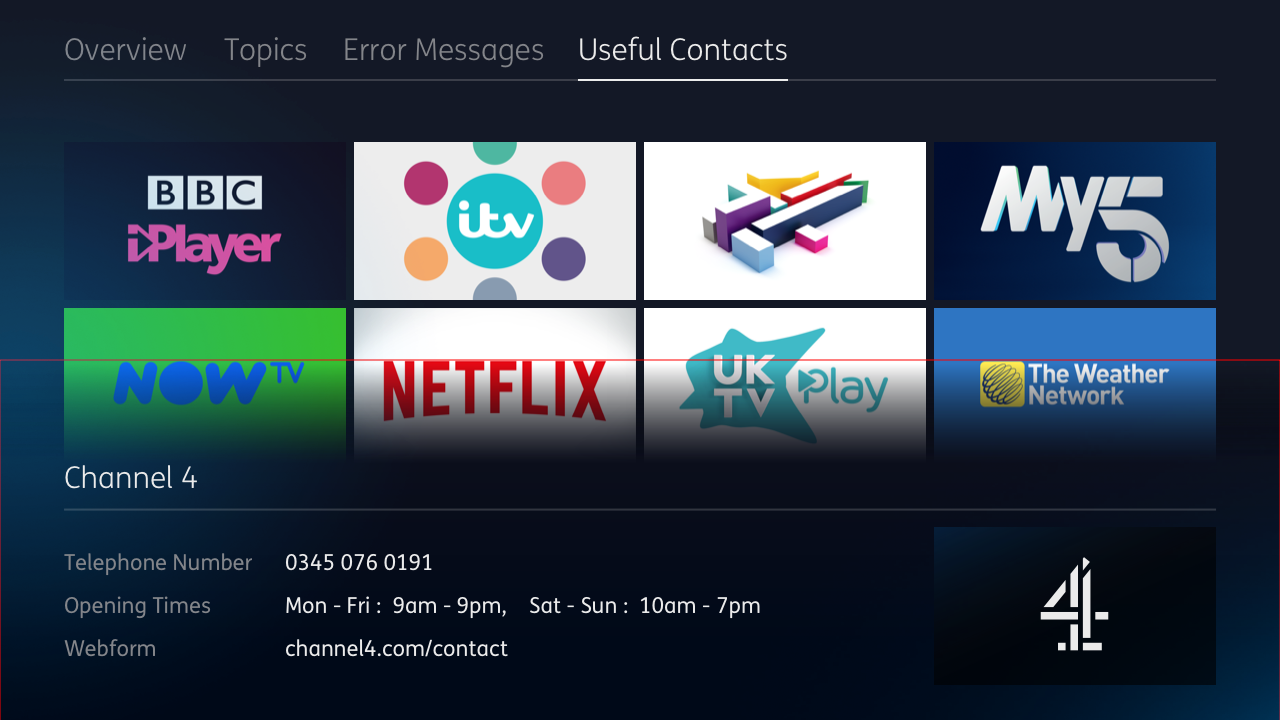 Overview Topics Error Messages Useful Contacts
BBC iPlayer
itv
My5
NOW TV
NETFLIX
UKTV Play
The Weather Network
Channel 4
Telephone Number 0345 076 0191
Opening Times Mon - Fri : 9am - 9pm, Sat - Sun : 10am - 7pm
Webform channel4.com/contact
4